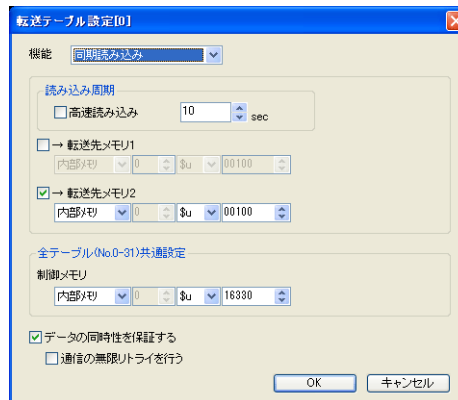 転送テーブル設定[0]
機能 同期読み込み
読み込み周期
高速読み込み 10 sec
→ 転送先メモリ1
内部メモリ 0 $u 00100
→ 転送先メモリ2
内部メモリ 0 $u 00100
全テーブル(No.0-31)共通設定
制御メモリ
内部メモリ 0 $u 16330
データの同時性を保証する
通信の無限リトライを行う
OK キャンセル